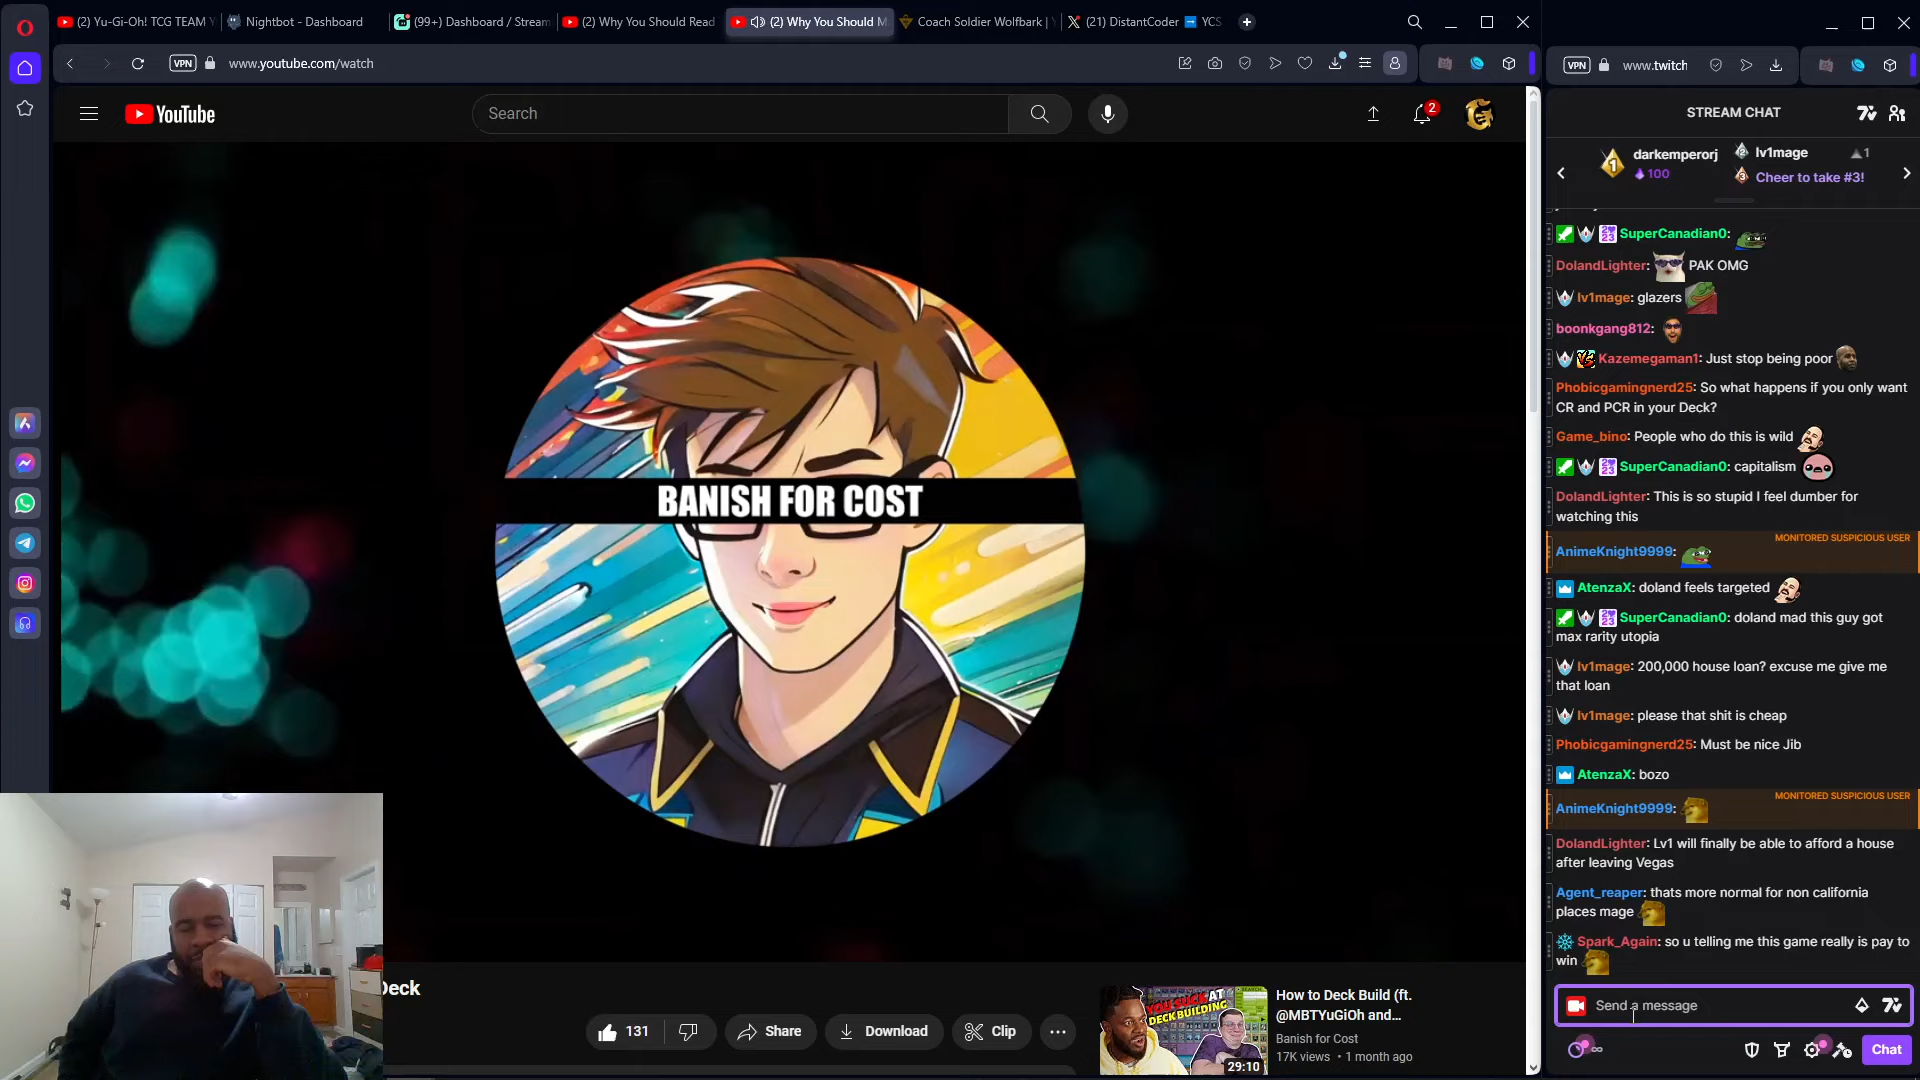 (2) Yu-Gi-Oh! TCG TEAM Y
Nightbot - Dashboard
(99+) Dashboard / Stream
(2) Why You Should Read
(2) Why You Should M
Coach Soldier Wolfbark | Y
(21) DistantCoder ➡️ YCS
VPN
www.youtube.com/watch
VPN
www.twitch
YouTube
Search
2
BANISH FOR COST
Deck
131
Share
Download
Clip
YOU SUCK AT
DECK BUILDING
29:10
How to Deck Build (ft.
@MBTYuGiOh and...
Banish for Cost
17K views • 1 month ago
STREAM CHAT
1
darkemperorj
100
2
lv1mage
1
3
Cheer to take #3!
SuperCanadian0:
DolandLighter: PAK OMG
lv1mage: glazers
boonkgang812:
Kazemegaman1: Just stop being poor
Phobicgamingnerd25: So what happens if you only want
CR and PCR in your Deck?
Game_bino: People who do this is wild
SuperCanadian0: capitalism
DolandLighter: This is so stupid I feel dumber for
watching this
MONITORED SUSPICIOUS USER
AnimeKnight9999:
AtenzaX: doland feels targeted
SuperCanadian0: doland mad this guy got
max rarity utopia
lv1mage: 200,000 house loan? excuse me give me
that loan
lv1mage: please that shit is cheap
Phobicgamingnerd25: Must be nice Jib
AtenzaX: bozo
MONITORED SUSPICIOUS USER
AnimeKnight9999:
DolandLighter: Lv1 will finally be able to afford a house
after leaving Vegas
Agent_reaper: thats more normal for non california
places mage
Spark_Again: so u telling me this game really is pay to
win
Send a message
Chat